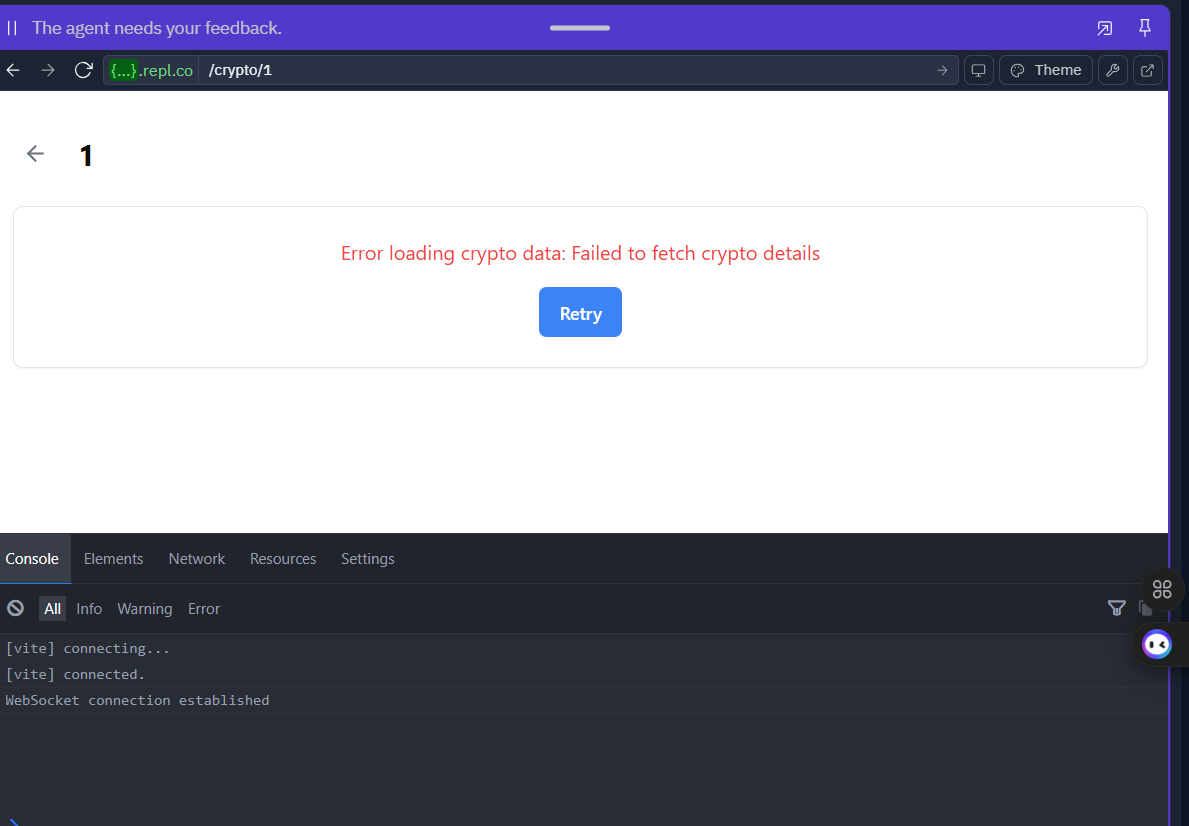 The agent needs your feedback.
{...}.repl.co /crypto/1 Theme
1
Error loading crypto data: Failed to fetch crypto details
Retry
Console Elements Network Resources Settings
All Info Warning Error
[vite] connecting...
[vite] connected.
WebSocket connection established